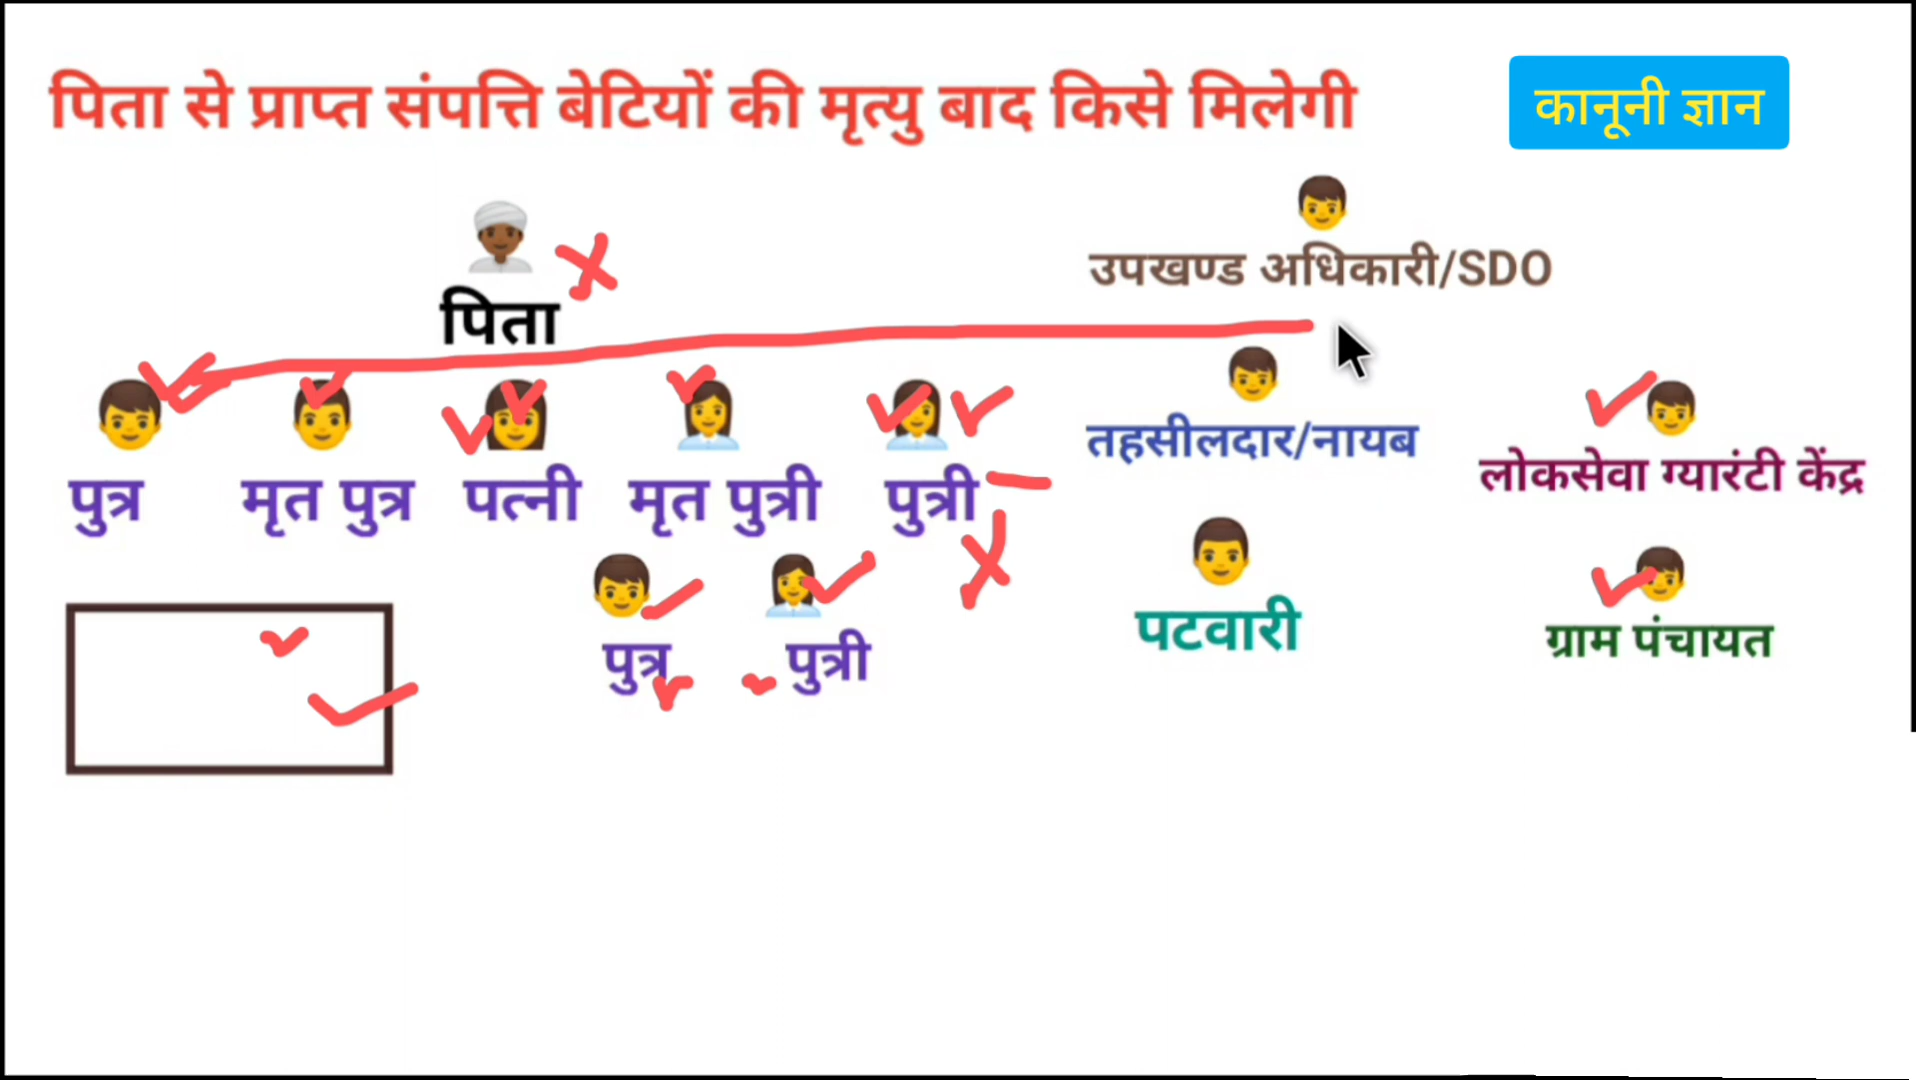 पिता से प्राप्त संपत्ति बेटियों की मृत्यु बाद किसे मिलेगी
कानूनी ज्ञान
पिता
उपखण्ड अधिकारी/SDO
तहसीलदार/नायब
लोकसेवा ग्यारंटी केंद्र
पुत्र मृत पुत्र पत्नी मृत पुत्री पुत्री
पटवारी
ग्राम पंचायत
पुत्र पुत्री